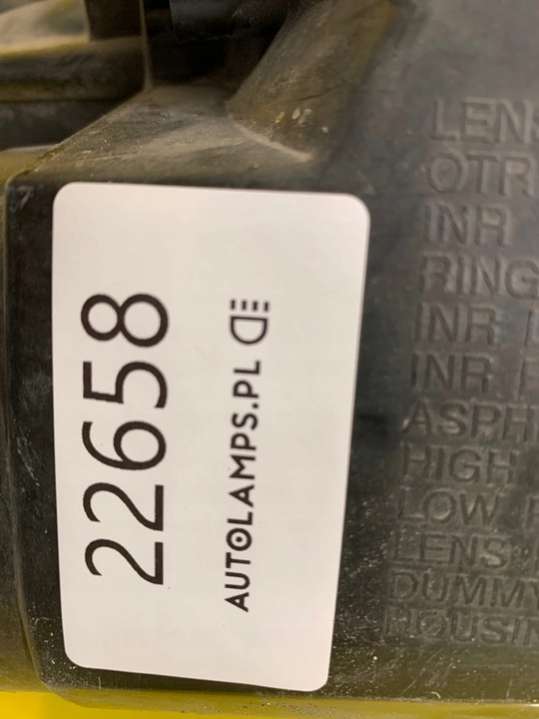 22658
AUTOLAMPS.PL
LEN
OTR
INR
RING
INR
INR
ASPH
HIGH
LOW
LENS
DUMMY
HOUSIN